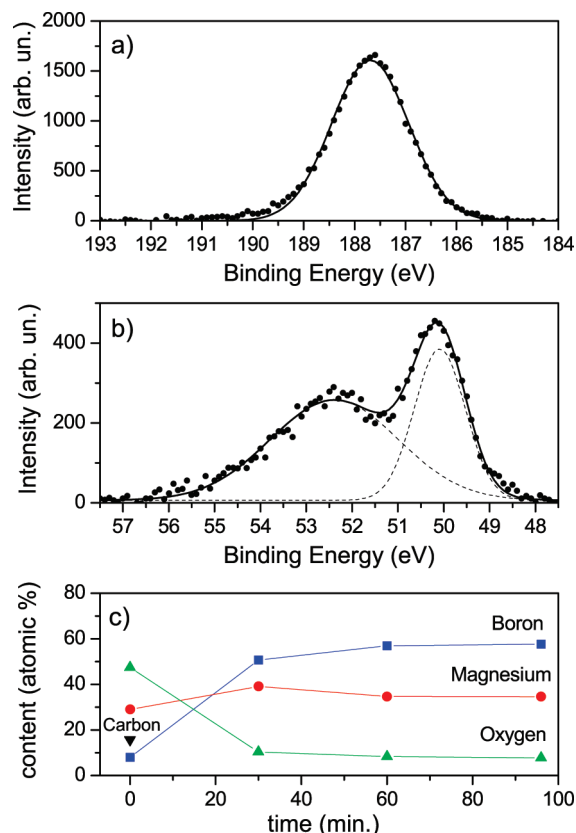 2000
1500
1000
500
0
a)
Intensity (arb. un.)
193 192 191 190 189 188 187 186 185 184
Binding Energy (eV)
400
200
0
b)
Intensity (arb. un.)
57 56 55 54 53 52 51 50 49 48
Binding Energy (eV)
80
60
40
20
0
c)
Boron
Magnesium
Carbon
Oxygen
content (atomic %)
0 20 40 60 80 100
time (min.)